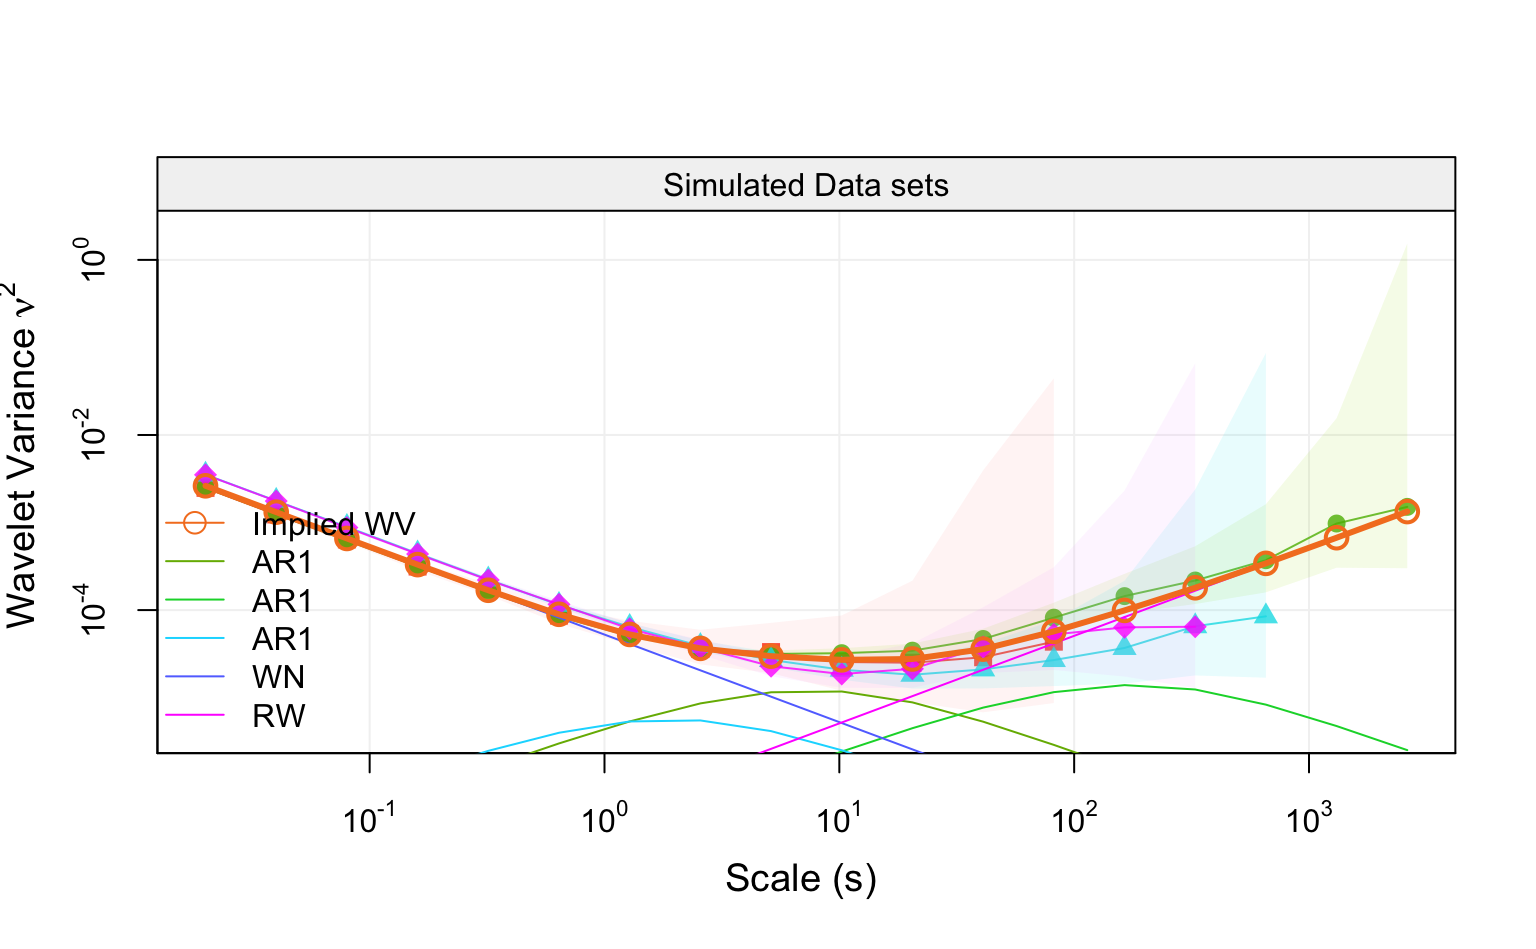 Simulated Data sets
Wavelet Variance ν²
10⁰
10⁻²
10⁻⁴
Implied WV
AR1
AR1
AR1
WN
RW
10⁻¹
10⁰
10¹
10²
10³
Scale (s)